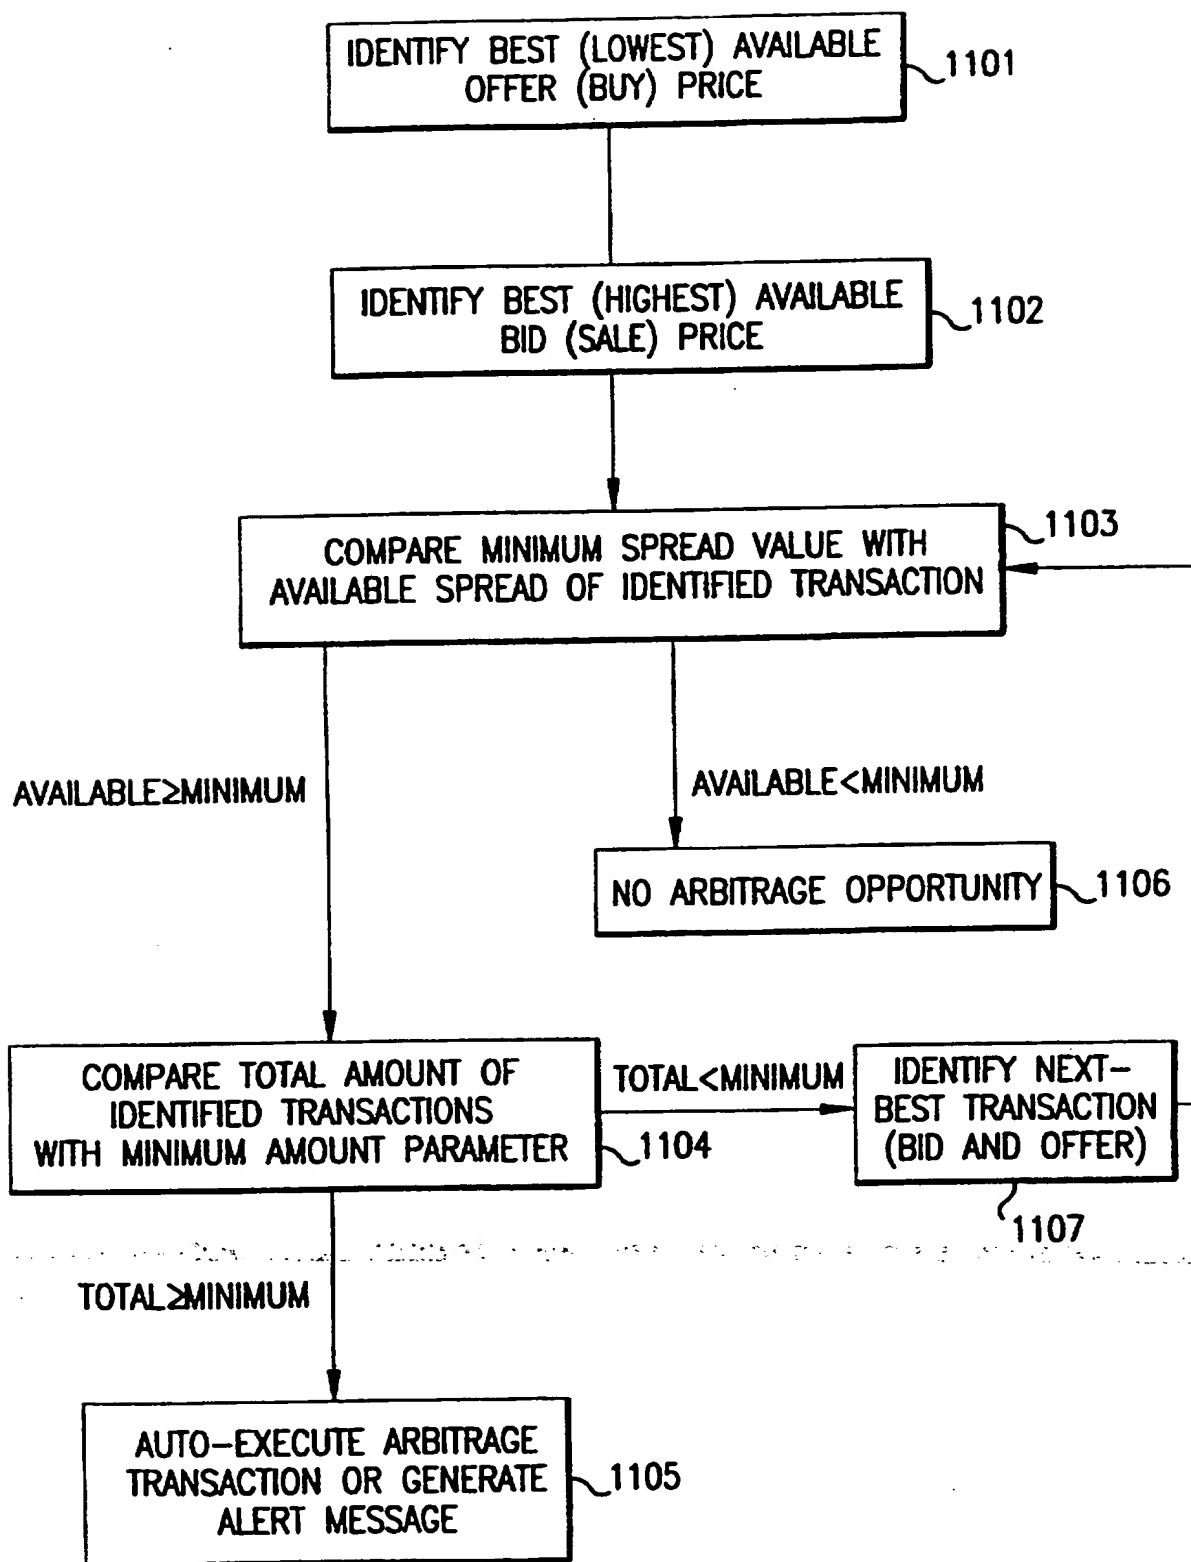 IDENTIFY BEST (LOWEST) AVAILABLE
OFFER (BUY) PRICE
1101
IDENTIFY BEST (HIGHEST) AVAILABLE
BID (SALE) PRICE
1102
COMPARE MINIMUM SPREAD VALUE WITH
AVAILABLE SPREAD OF IDENTIFIED TRANSACTION
1103
AVAILABLE≥MINIMUM
AVAILABLE<MINIMUM
NO ARBITRAGE OPPORTUNITY
1106
COMPARE TOTAL AMOUNT OF
IDENTIFIED TRANSACTIONS
WITH MINIMUM AMOUNT PARAMETER
1104
TOTAL<MINIMUM
IDENTIFY NEXT-
BEST TRANSACTION
(BID AND OFFER)
1107
TOTAL≥MINIMUM
AUTO-EXECUTE ARBITRAGE
TRANSACTION OR GENERATE
ALERT MESSAGE
1105